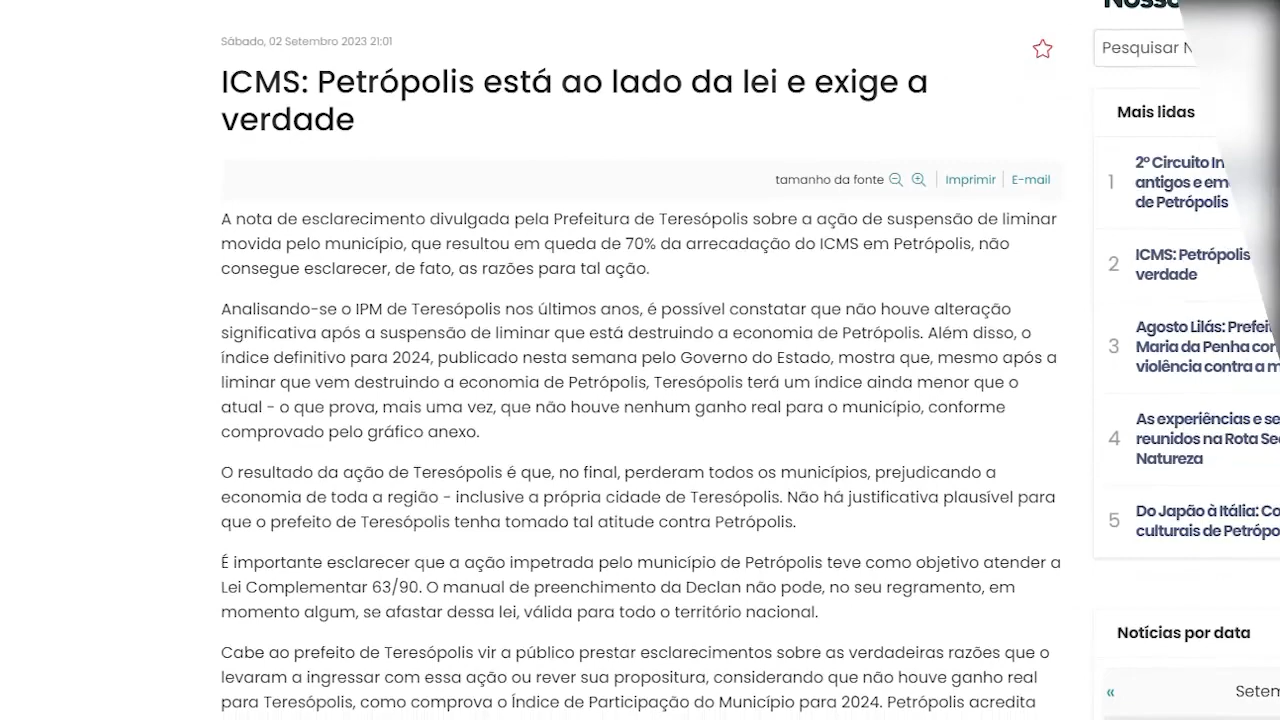 Sábado, 02 Setembro 2023 21:01
ICMS: Petrópolis está ao lado da lei e exige a
verdade
tamanho da fonte
Imprimir
E-mail
A nota de esclarecimento divulgada pela Prefeitura de Teresópolis sobre a ação de suspensão de liminar
movida pelo município, que resultou em queda de 70% da arrecadação do ICMS em Petrópolis, não
consegue esclarecer, de fato, as razões para tal ação.
Analisando-se o IPM de Teresópolis nos últimos anos, é possível constatar que não houve alteração
significativa após a suspensão de liminar que está destruindo a economia de Petrópolis. Além disso, o
índice definitivo para 2024, publicado nesta semana pelo Governo do Estado, mostra que, mesmo após a
liminar que vem destruindo a economia de Petrópolis, Teresópolis terá um índice ainda menor que o
atual - o que prova, mais uma vez, que não houve nenhum ganho real para o município, conforme
comprovado pelo gráfico anexo.
O resultado da ação de Teresópolis é que, no final, perderam todos os municípios, prejudicando a
economia de toda a região - inclusive a própria cidade de Teresópolis. Não há justificativa plausível para
que o prefeito de Teresópolis tenha tomado tal atitude contra Petrópolis.
É importante esclarecer que a ação impetrada pelo município de Petrópolis teve como objetivo atender a
Lei Complementar 63/90. O manual de preenchimento da Declan não pode, no seu regramento, em
momento algum, se afastar dessa lei, válida para todo o território nacional.
Cabe ao prefeito de Teresópolis vir a público prestar esclarecimentos sobre as verdadeiras razões que o
levaram a ingressar com essa ação ou rever sua propositura, considerando que não houve ganho real
para Teresópolis, como comprova o Índice de Participação do Município para 2024. Petrópolis acredita
Pesquisar
Mais lidas
1
2º Circuito
antigos e
de Petrópolis
2
ICMS: Petrópolis
verdade
3
Agosto Lilás:
Maria da Penha
violência contra a
4
As experiências e
reunidos na Rota
Natureza
5
Do Japão à Itália:
culturais de
Notícias por data
«